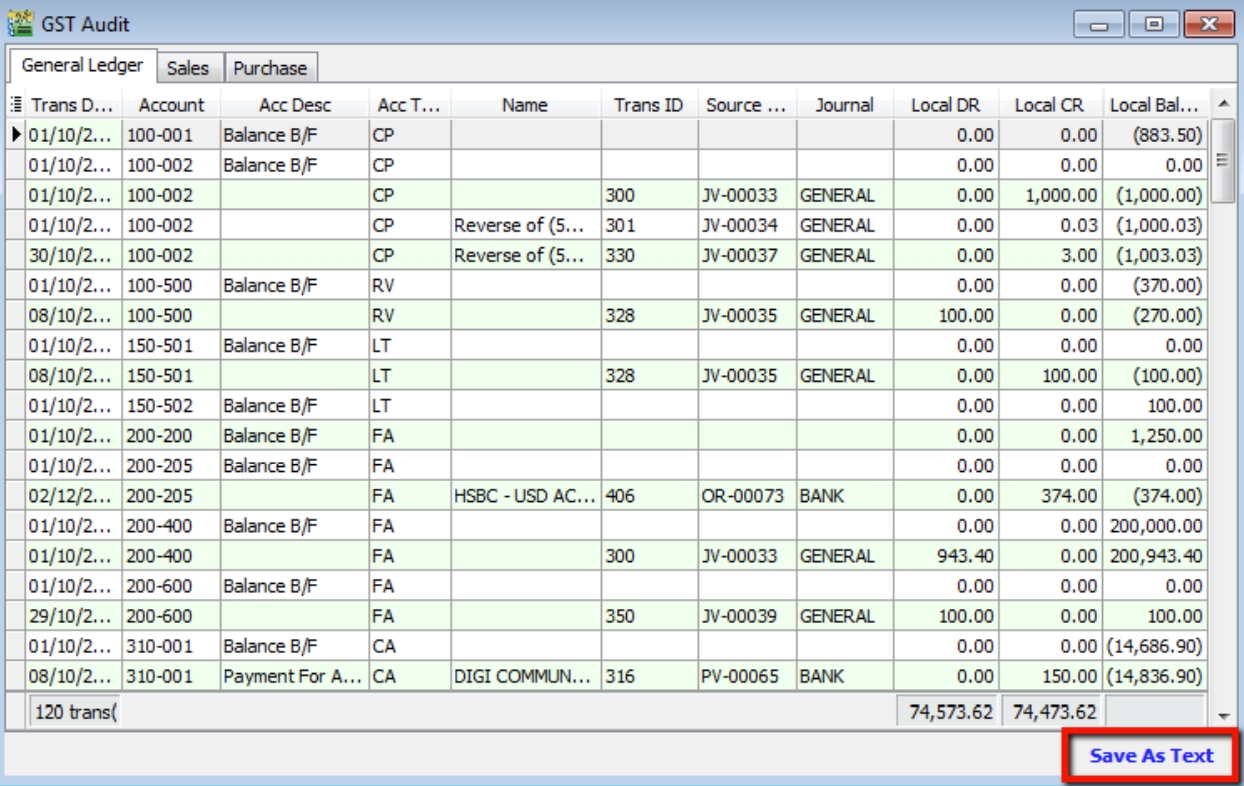 GST Audit
General Ledger Sales Purchase
Trans D... Account Acc Desc Acc T... Name Trans ID Source ... Journal Local DR Local CR Local Bal...
01/10/2... 100-001 Balance B/F CP 0.00 0.00 (883.50)
01/10/2... 100-002 Balance B/F CP 0.00 0.00 0.00
01/10/2... 100-002 CP 300 JV-00033 GENERAL 0.00 1,000.00 (1,000.00)
01/10/2... 100-002 CP Reverse of (5... 301 JV-00034 GENERAL 0.00 0.03 (1,000.03)
30/10/2... 100-002 CP Reverse of (5... 330 JV-00037 GENERAL 0.00 3.00 (1,003.03)
01/10/2... 100-500 Balance B/F RV 0.00 0.00 (370.00)
08/10/2... 100-500 RV 328 JV-00035 GENERAL 100.00 0.00 (270.00)
01/10/2... 150-501 Balance B/F LT 0.00 0.00 0.00
08/10/2... 150-501 LT 328 JV-00035 GENERAL 0.00 100.00 (100.00)
01/10/2... 150-502 Balance B/F LT 0.00 0.00 100.00
01/10/2... 200-200 Balance B/F FA 0.00 0.00 1,250.00
01/10/2... 200-205 Balance B/F FA 0.00 0.00 0.00
02/12/2... 200-205 FA HSBC - USD AC... 406 OR-00073 BANK 0.00 374.00 (374.00)
01/10/2... 200-400 Balance B/F FA 0.00 0.00 200,000.00
01/10/2... 200-400 FA 300 JV-00033 GENERAL 943.40 0.00 200,943.40
01/10/2... 200-600 Balance B/F FA 0.00 0.00 0.00
29/10/2... 200-600 FA 350 JV-00039 GENERAL 100.00 0.00 100.00
01/10/2... 310-001 Balance B/F CA 0.00 0.00 (14,686.90)
08/10/2... 310-001 Payment For A... CA DIGI COMMUN... 316 PV-00065 BANK 0.00 150.00 (14,836.90)
120 trans( 74,573.62 74,473.62
Save As Text